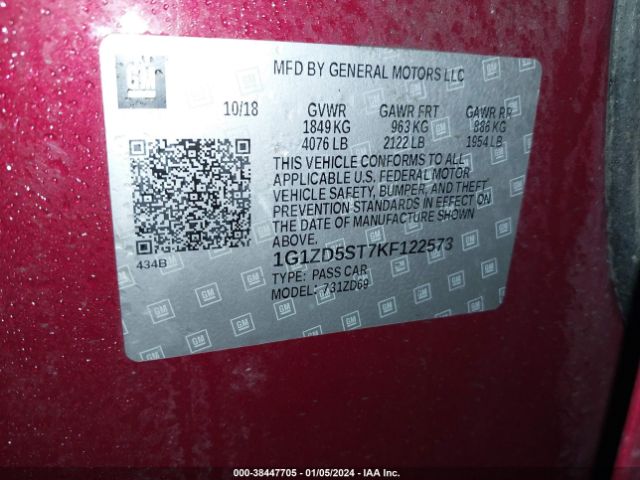 GM
MFD BY GENERAL MOTORS LLC
10/18 GVWR GAWR FRT GAWR RR
1849 KG 963 KG 886 KG
4076 LB 2122 LB 1954 LB
THIS VEHICLE CONFORMS TO ALL
APPLICABLE U.S. FEDERAL MOTOR
VEHICLE SAFETY, BUMPER, AND THEFT
PREVENTION STANDARDS IN EFFECT ON
THE DATE OF MANUFACTURE SHOWN
ABOVE.
434B
1G1ZD5ST7KF122573
TYPE: PASS CAR
MODEL: 731ZD69
000-38447705 - 01/05/2024 - IAA Inc.